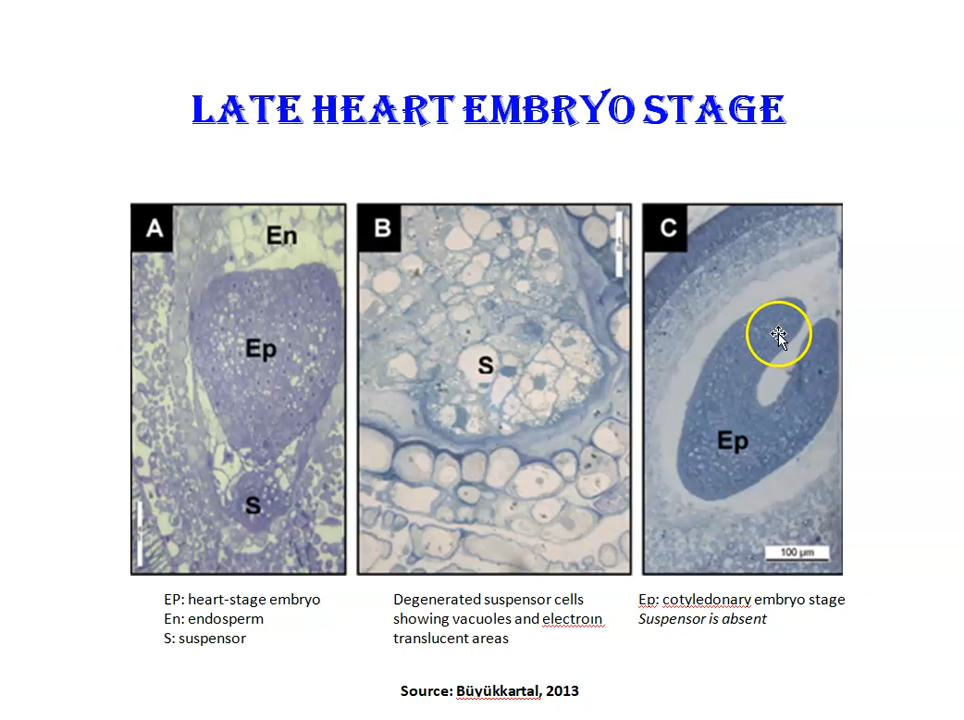 LATE HEART EMBRYO STAGE
A
En
Ep
S
B
S
C
Ep
100 µm
EP: heart-stage embryo
En: endosperm
S: suspensor
Degenerated suspensor cells
showing vacuoles and electroın
translucent areas
Ep: cotyledonary embryo stage
Suspensor is absent
Source: Büyükkartal, 2013